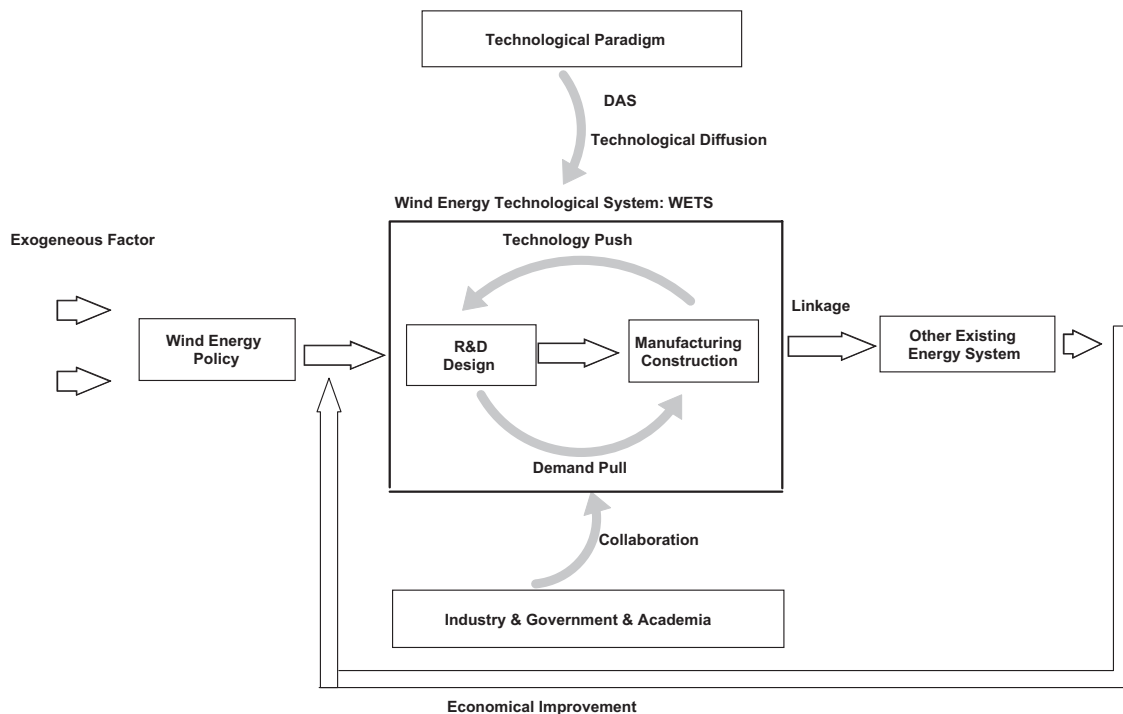 Technological Paradigm
DAS
Technological Diffusion
Wind Energy Technological System: WETS
Exogeneous Factor
Technology Push
Linkage
Wind Energy
Policy
R&D
Design
Manufacturing
Construction
Other Existing
Energy System
Demand Pull
Collaboration
Industry & Government & Academia
Economical Improvement